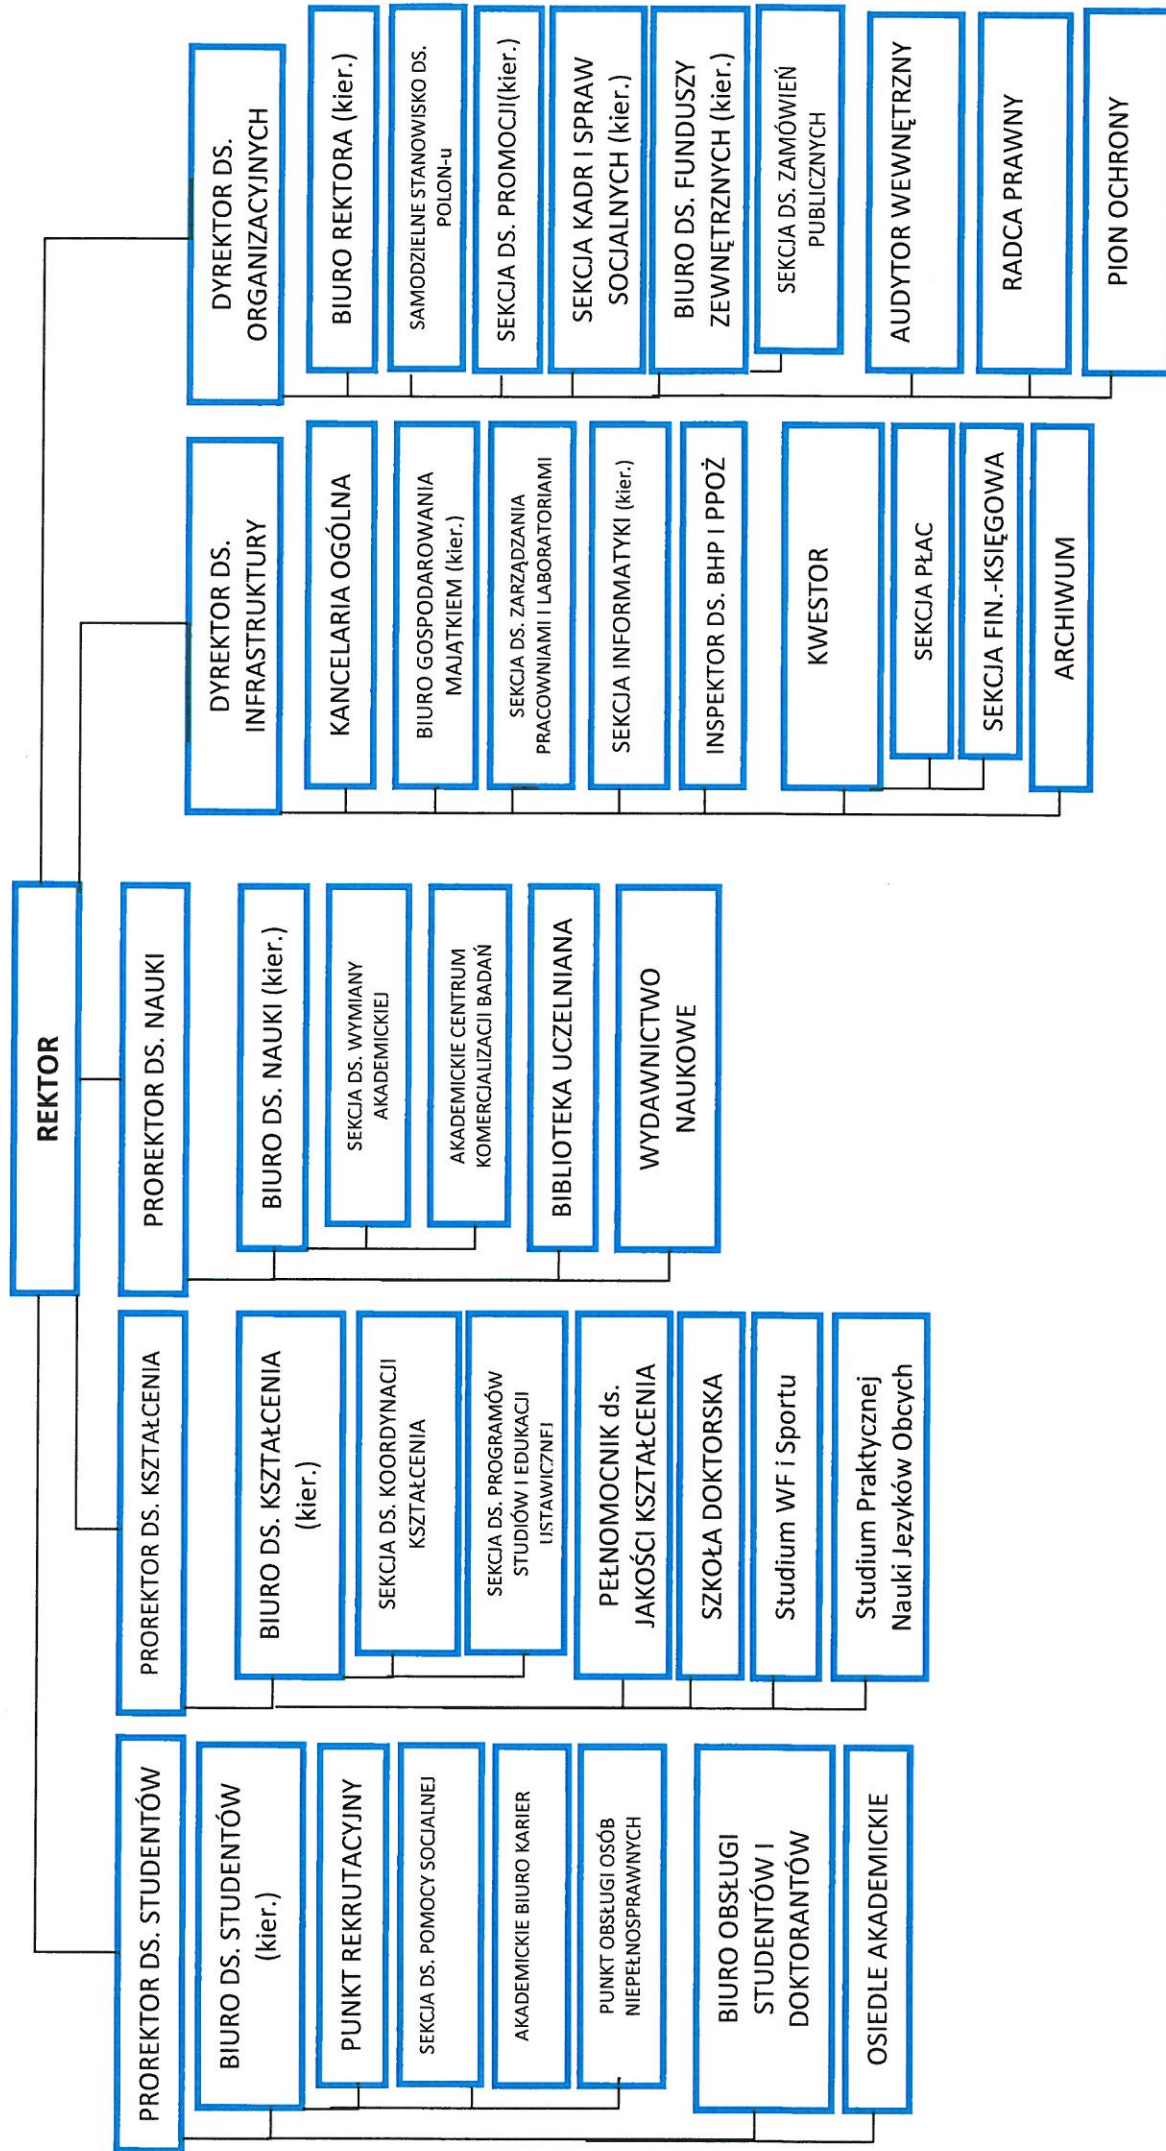 REKTOR
PROREKTOR DS. STUDENTÓW
BIURO DS. STUDENTÓW
(kier.)
PUNKT REKRUTACYJNY
SEKCJA DS. POMOCY SOCJALNEJ
AKADEMICKIE BIURO KARIER
PUNKT OBSŁUGI OSÓB
NIEPEŁNOSPRAWNYCH
BIURO OBSŁUGI
STUDENTÓW I
DOKTORANTÓW
OSIEDLE AKADEMICKIE
PROREKTOR DS. KSZTAŁCENIA
BIURO DS. KSZTAŁCENIA
(kier.)
SEKCJA DS. KOORDYNACJI
KSZTAŁCENIA
SEKCJA DS. PROGRAMÓW
STUDIÓW I EDUKACJI
USTAWICZNEJ
PEŁNOMOCNIK ds.
JAKOŚCI KSZTAŁCENIA
SZKOŁA DOKTORSKA
Studium WF i Sportu
Studium Praktycznej
Nauki Języków Obcych
PROREKTOR DS. NAUKI
BIURO DS. NAUKI (kier.)
SEKCJA DS. WYMIANY
AKADEMICKIEJ
AKADEMICKIE CENTRUM
KOMERCJALIZACJI BADAŃ
BIBLIOTEKA UCZELNIANA
WYDAWNICTWO
NAUKOWE
DYREKTOR DS.
INFRASTRUKTURY
KANCELARIA OGÓLNA
BIURO GOSPODAROWANIA
MAJĄTKIEM (kier.)
SEKCJA DS. ZARZĄDZANIA
PRACOWNIAMI I LABORATORIAMI
SEKCJA INFORMATYKI (kier.)
INSPEKTOR DS. BHP I PPOŻ
KWESTOR
SEKCJA PŁAC
SEKCJA FIN.-KSIĘGOWA
ARCHIWUM
DYREKTOR DS.
ORGANIZACYJNYCH
BIURO REKTORA (kier.)
SAMODZIELNE STANOWISKO DS.
POLON-u
SEKCJA DS. PROMOCJI(kier.)
SEKCJA KADR I SPRAW
SOCJALNYCH (kier.)
BIURO DS. FUNDUSZY
ZEWNĘTRZNYCH (kier.)
SEKCJA DS. ZAMÓWIEŃ
PUBLICZNYCH
AUDYTOR WEWNĘTRZNY
RADCA PRAWNY
PION OCHRONY